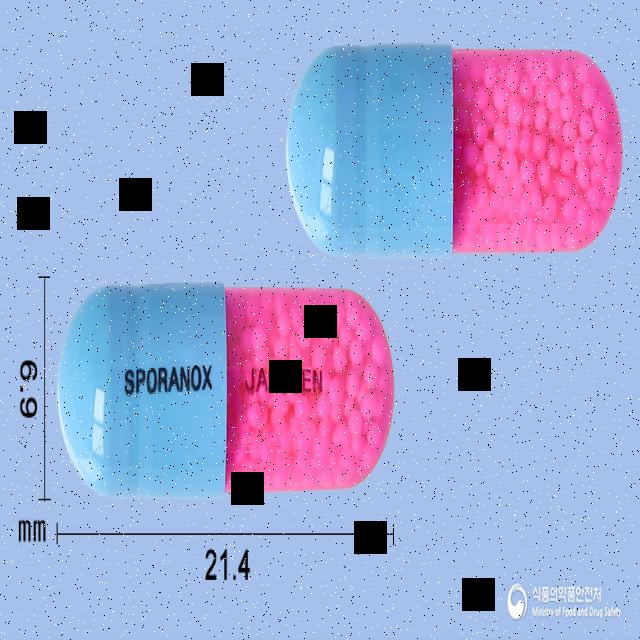 SPORANOX
6.9
mm
21.4
식품의약품안전처
Ministry of Food and Drug Safety